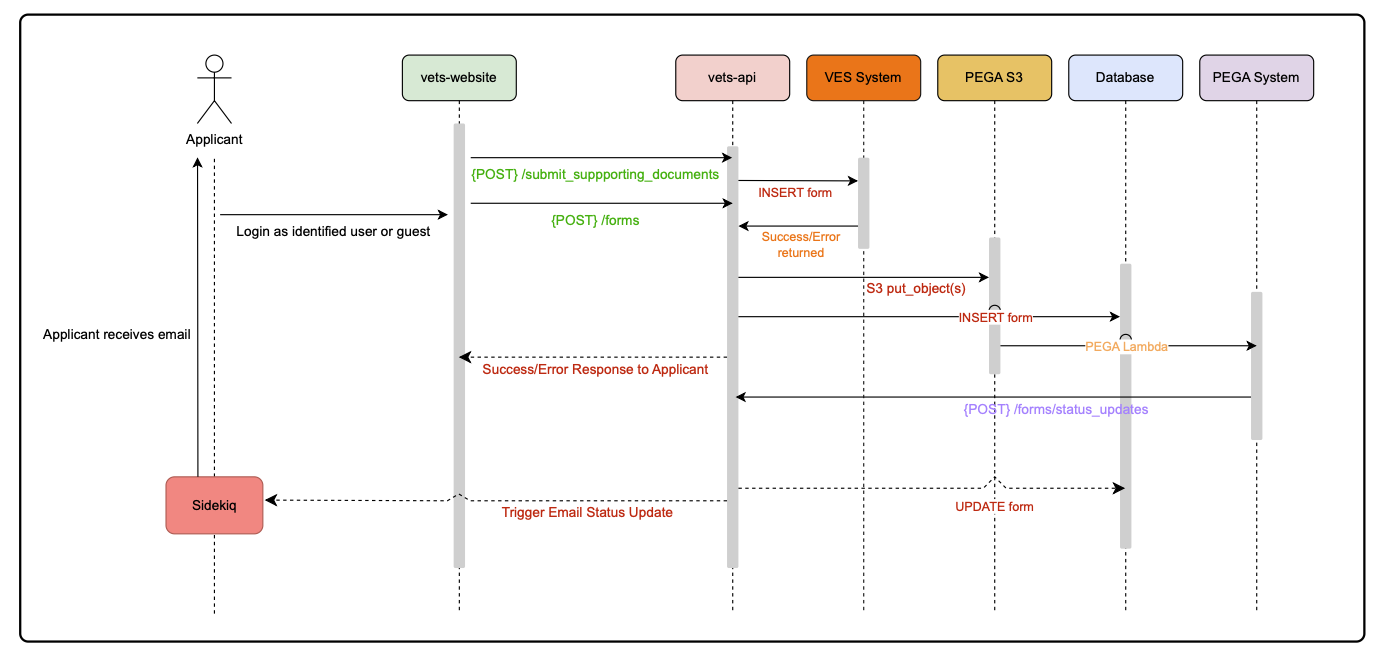 vets-website
vets-api
VES System
PEGA S3
Database
PEGA System
Applicant
{POST} /submit_suppporting_documents
INSERT form
{POST} /forms
Login as identified user or guest
Success/Error
returned
S3 put_object(s)
INSERT form
Applicant receives email
PEGA Lambda
Success/Error Response to Applicant
{POST} /forms/status_updates
Sidekiq
Trigger Email Status Update
UPDATE form